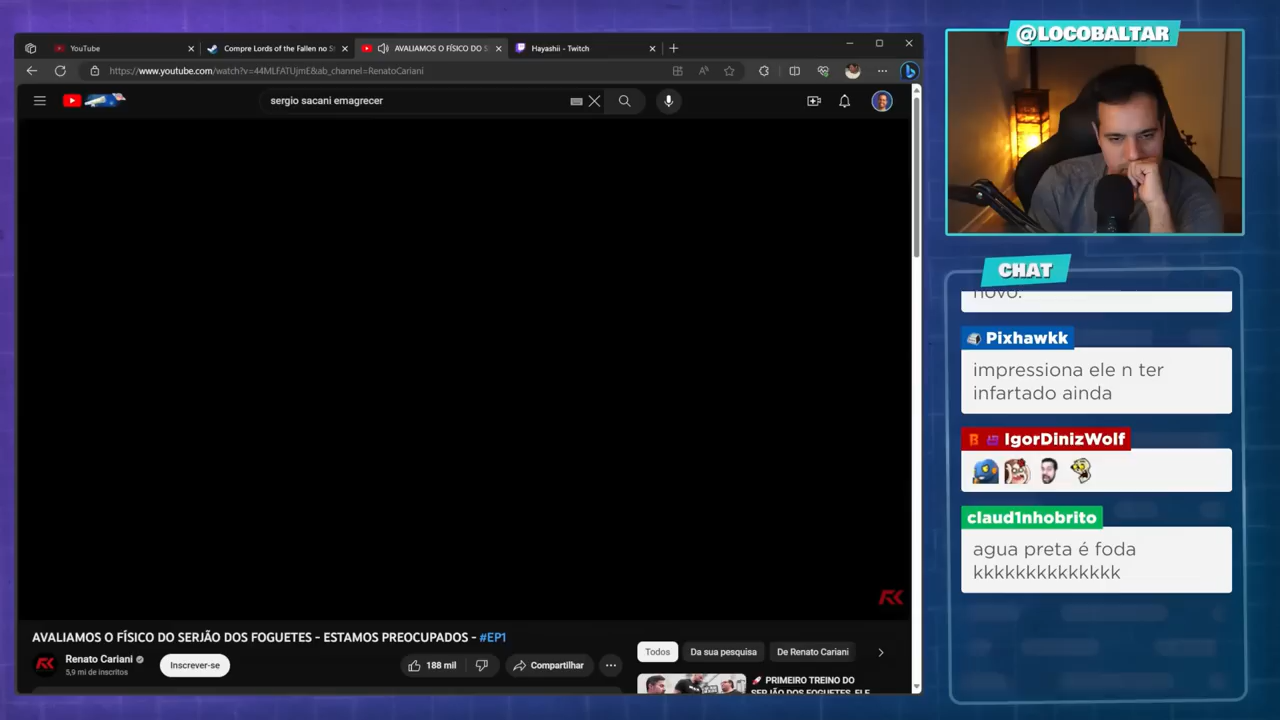 @LOCOBALTAR
YouTube
Compre Lords of the Fallen no S
AVALIAMOS O FÍSICO DO S
Hayashii - Twitch
https://www.youtube.com/watch?v=44MLFATUjmE&ab_channel=RenatoCariani
sergio sacani emagrecer
CHAT
novo.
Pixhawkk
impressiona ele n ter
infartado ainda
IgorDinizWolf
claud1nhobrito
agua preta é foda
kkkkkkkkkkkkkk
RK
AVALIAMOS O FÍSICO DO SERJÃO DOS FOGUETES - ESTAMOS PREOCUPADOS - #EP1
Renato Cariani
5,9 mi de inscritos
Inscrever-se
188 mil
Compartilhar
Todos
Da sua pesquisa
De Renato Cariani
PRIMEIRO TREINO DO
SERJÃO DOS FOGUETES, ELE